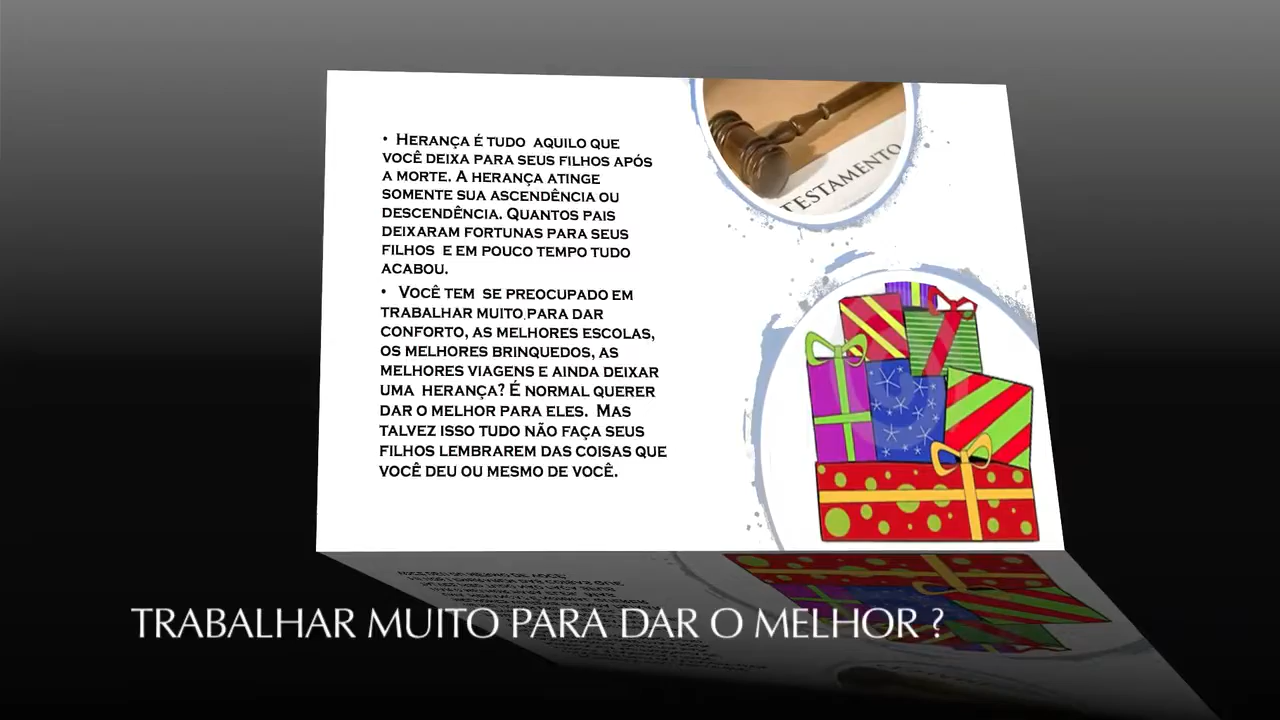 • Herança é tudo aquilo que
você deixa para seus filhos após
a morte. A herança atinge
somente sua ascendência ou
descendência. Quantos pais
deixaram fortunas para seus
filhos e em pouco tempo tudo
acabou.
• Você tem se preocupado em
trabalhar muito para dar
conforto, as melhores escolas,
os melhores brinquedos, as
melhores viagens e ainda deixar
uma herança? É normal querer
dar o melhor para eles. Mas
talvez isso tudo não faça seus
filhos lembrarem das coisas que
você deu ou mesmo de você.
TESTAMENTO
TRABALHAR MUITO PARA DAR O MELHOR ?